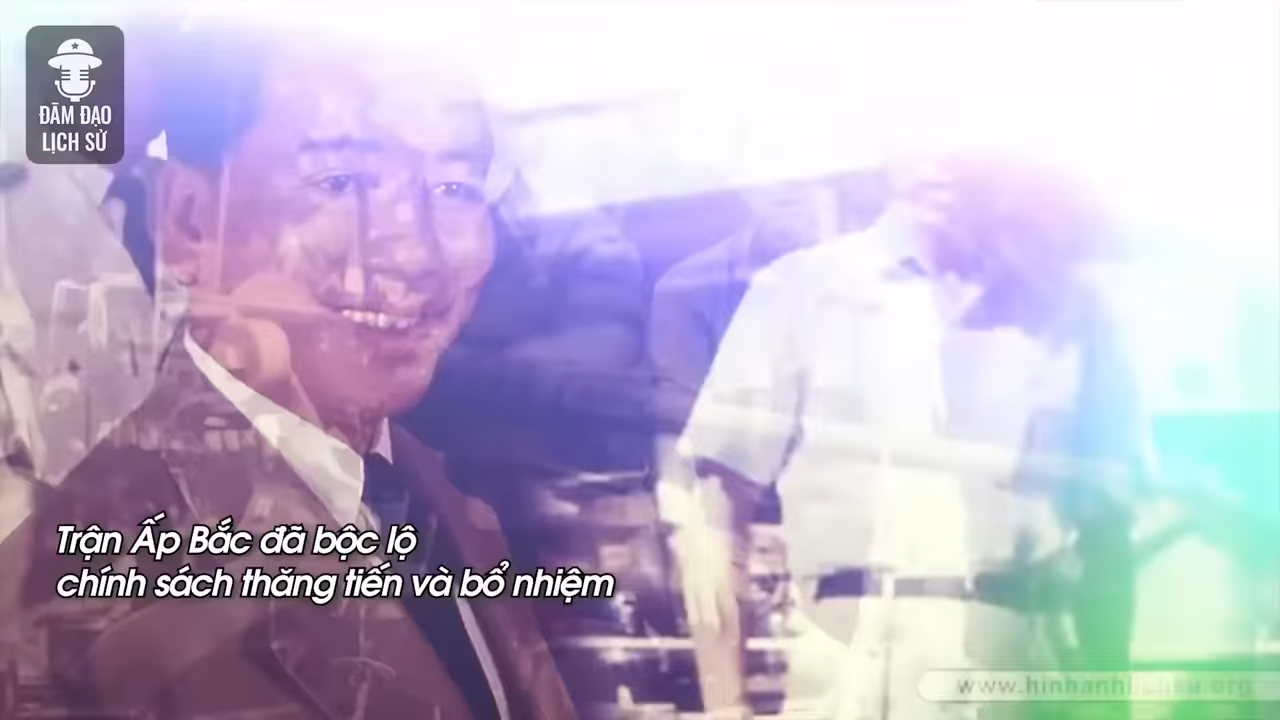 ĐÀM ĐẠO
LỊCH SỬ
Trận Ấp Bắc đã bộc lộ
chính sách thăng tiến và bổ nhiệm